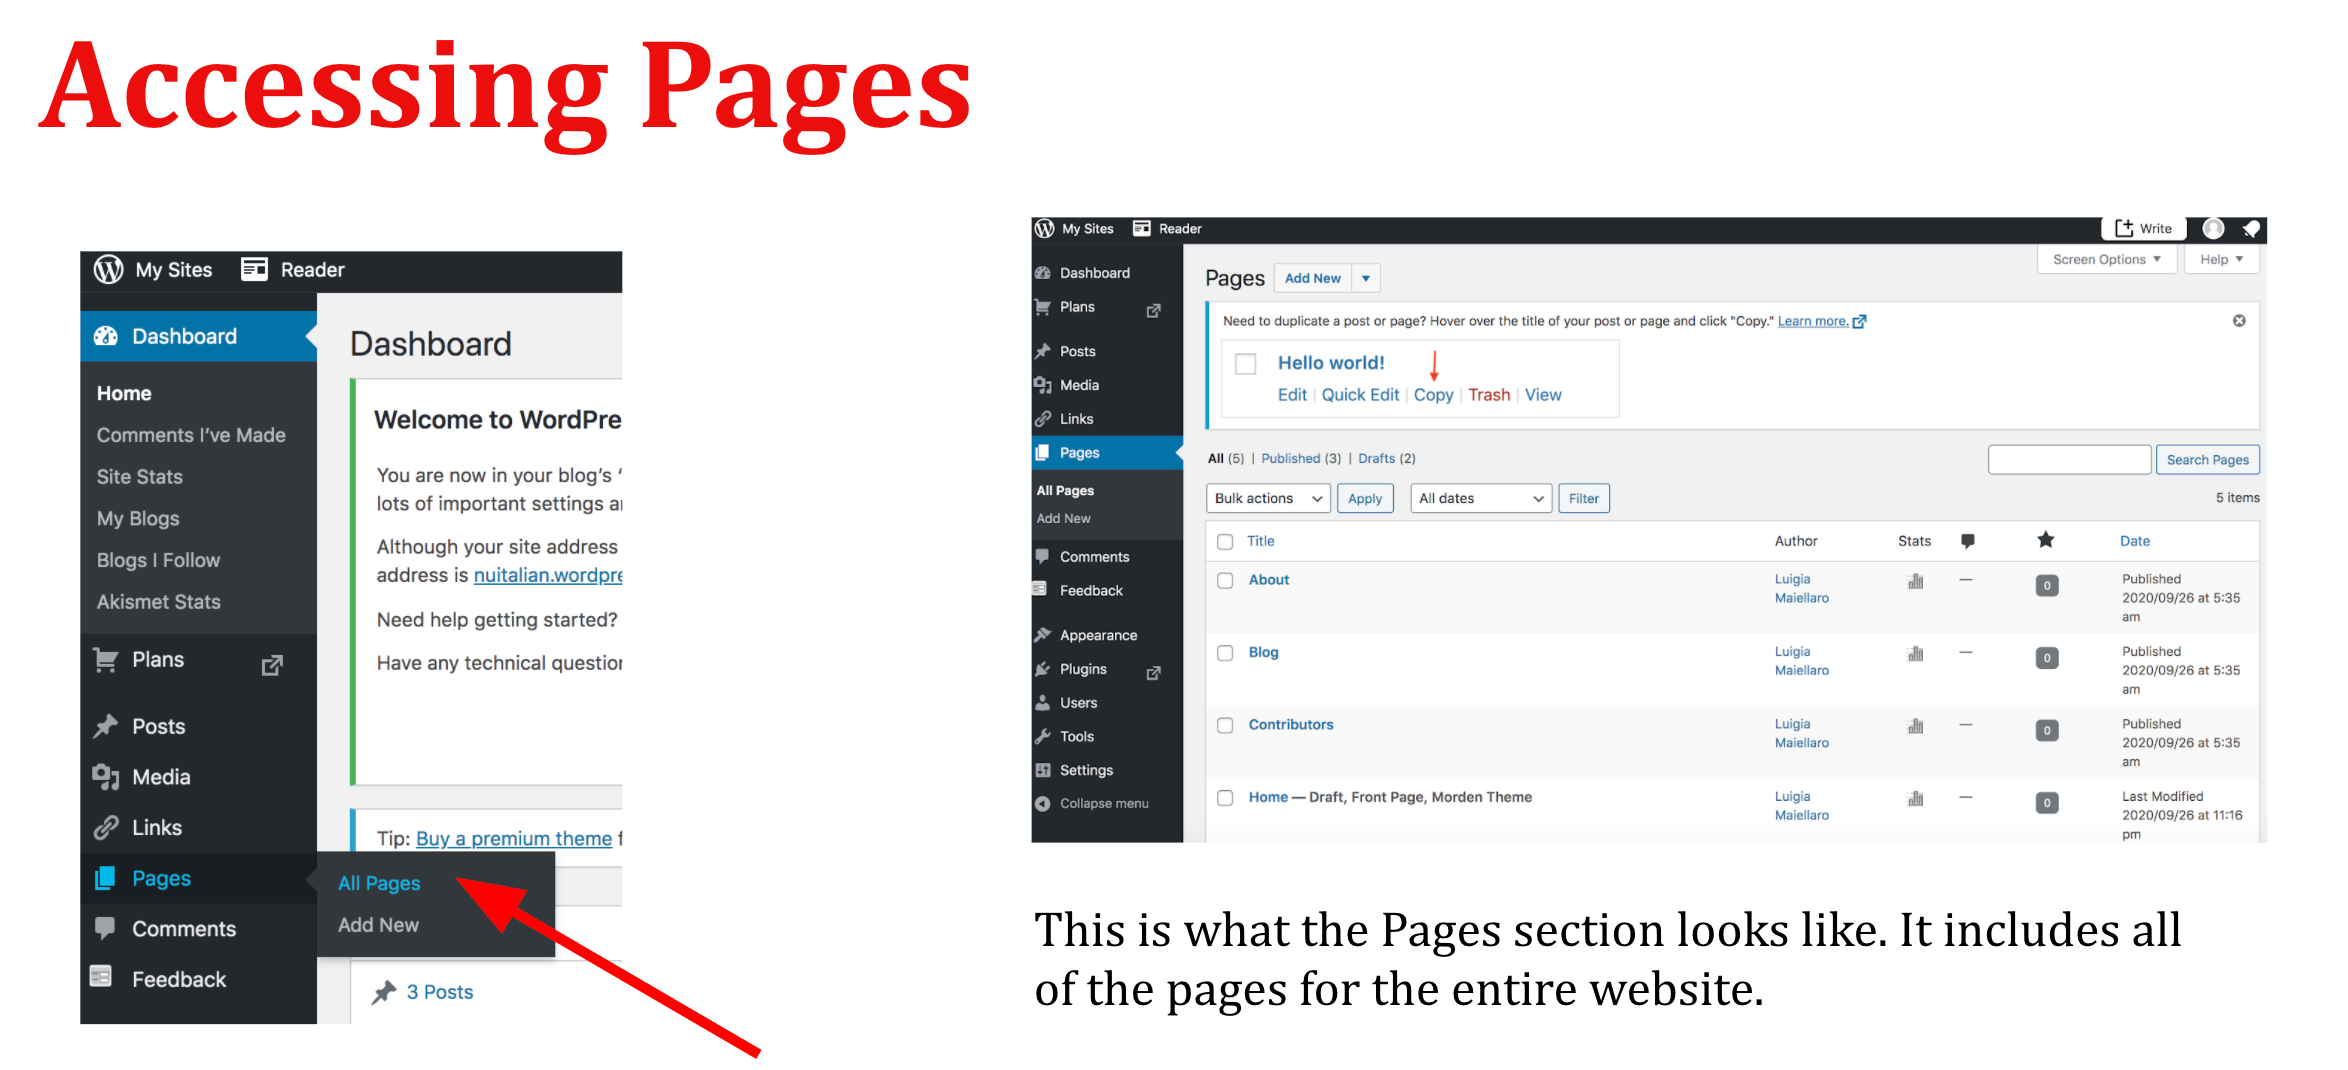 Accessing Pages
My Sites Reader
Dashboard
Home
Comments I've Made
Site Stats
My Blogs
Blogs I Follow
Akismet Stats
Plans
Posts
Media
Links
Pages
Comments
Feedback
Dashboard
Welcome to WordPre
You are now in your blog's '
lots of important settings a
Although your site address
address is nuitalian.wordpre
Need help getting started?
Have any technical question
Tip: Buy a premium theme f
All Pages
Add New
3 Posts
My Sites Reader Write
Dashboard
Plans
Posts
Media
Links
Pages
All Pages
Add New
Comments
Feedback
Appearance
Plugins
Users
Tools
Settings
Collapse menu
Screen Options ▼ Help ▼
Pages Add New ▼
Need to duplicate a post or page? Hover over the title of your post or page and click "Copy." Learn more.
Hello world!
Edit | Quick Edit | Copy | Trash | View
All (5) | Published (3) | Drafts (2) Search Pages
Bulk actions Apply All dates Filter 5 items
Title Author Stats Date
About Luigia Maiellaro — 0 Published 2020/09/26 at 5:35 am
Blog Luigia Maiellaro — 0 Published 2020/09/26 at 5:35 am
Contributors Luigia Maiellaro — 0 Published 2020/09/26 at 5:35 am
Home — Draft, Front Page, Morden Theme Luigia Maiellaro — 0 Last Modified 2020/09/26 at 11:16 pm
This is what the Pages section looks like. It includes all
of the pages for the entire website.